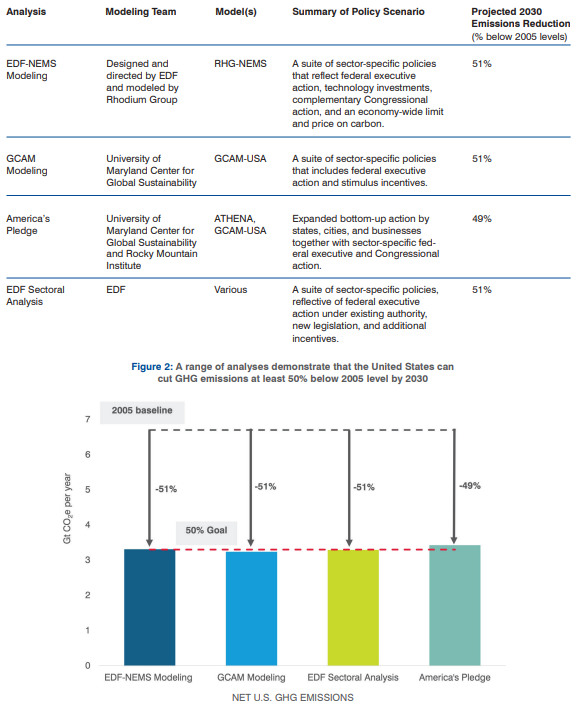 Analysis Modeling Team Model(s) Summary of Policy Scenario Projected 2030
Emissions Reduction
(% below 2005 levels)
EDF-NEMS Designed and RHG-NEMS A suite of sector-specific policies 51%
Modeling directed by EDF that reflect federal executive
and modeled by action, technology investments,
Rhodium Group complementary Congressional
action, and an economy-wide limit
and price on carbon.
GCAM University of GCAM-USA A suite of sector-specific policies 51%
Modeling Maryland Center for that includes federal executive
Global Sustainability action and stimulus incentives.
America's University of ATHENA, Expanded bottom-up action by 49%
Pledge Maryland Center for GCAM-USA states, cities, and businesses
Global Sustainability together with sector-specific fed-
and Rocky Mountain eral executive and Congressional
Institute action.
EDF Sectoral EDF Various A suite of sector-specific policies, 51%
Analysis reflective of federal executive
action under existing authority,
new legislation, and additional
incentives.
Figure 2: A range of analyses demonstrate that the United States can
cut GHG emissions at least 50% below 2005 level by 2030
2005 baseline
7
6
5
4
3
2
1
0
Gt CO₂e per year
-51% -51% -51% -49%
50% Goal
EDF-NEMS Modeling GCAM Modeling EDF Sectoral Analysis America's Pledge
NET U.S. GHG EMISSIONS